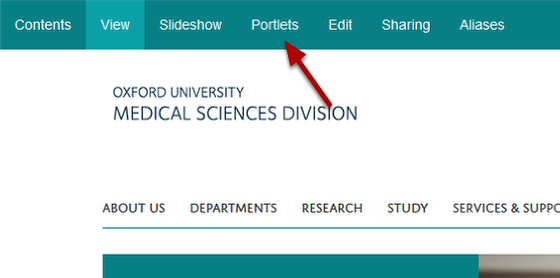 Contents View Slideshow Portlets Edit Sharing Aliases
OXFORD UNIVERSITY
MEDICAL SCIENCES DIVISION
ABOUT US DEPARTMENTS RESEARCH STUDY SERVICES & SUPPO